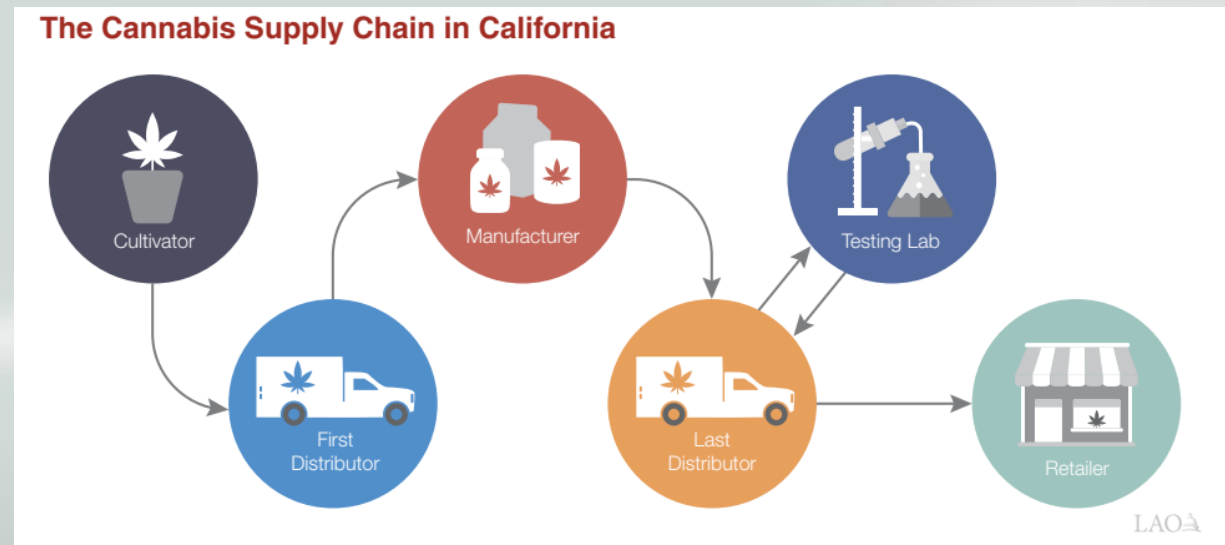 The Cannabis Supply Chain in California
Cultivator
First
Distributor
Manufacturer
Last
Distributor
Testing Lab
Retailer
LAO